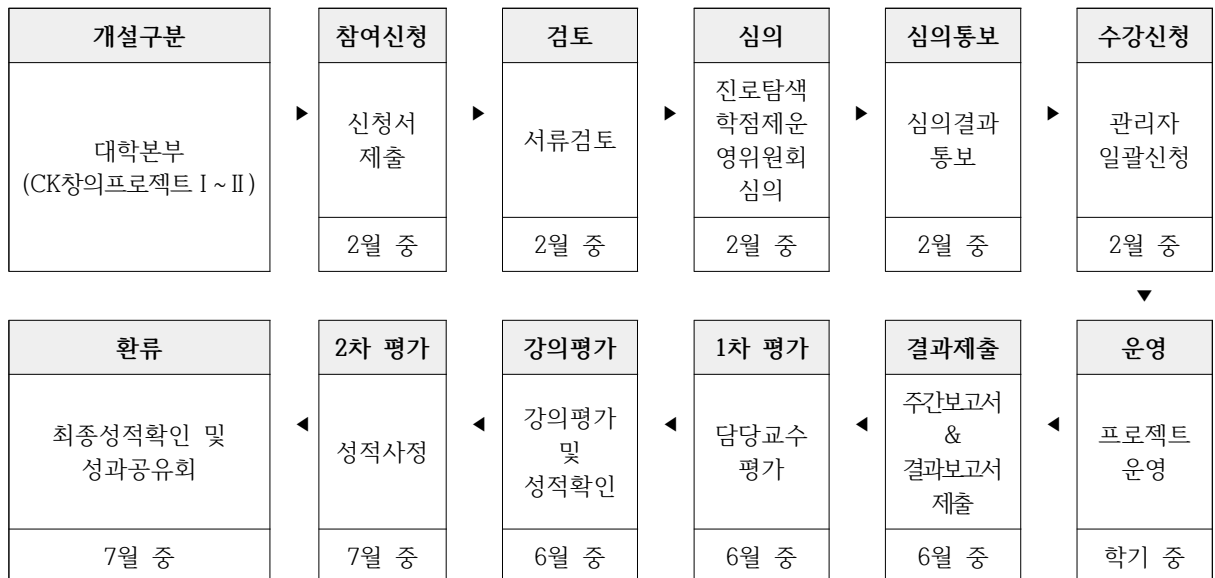 개설구분
대학본부
(CK창의프로젝트Ⅰ~Ⅱ)
▶
참여신청
신청서
제출
2월 중
▶
검토
서류검토
2월 중
▶
심의
진로탐색
학점제운
영위원회
심의
2월 중
▶
심의통보
심의결과
통보
2월 중
▶
수강신청
관리자
일괄신청
2월 중
▼
운영
프로젝트
운영
학기 중
◀
결과제출
주간보고서
&
결과보고서
제출
6월 중
◀
1차 평가
담당교수
평가
6월 중
◀
강의평가
강의평가
및
성적확인
6월 중
◀
2차 평가
성적사정
7월 중
◀
환류
최종성적확인 및
성과공유회
7월 중